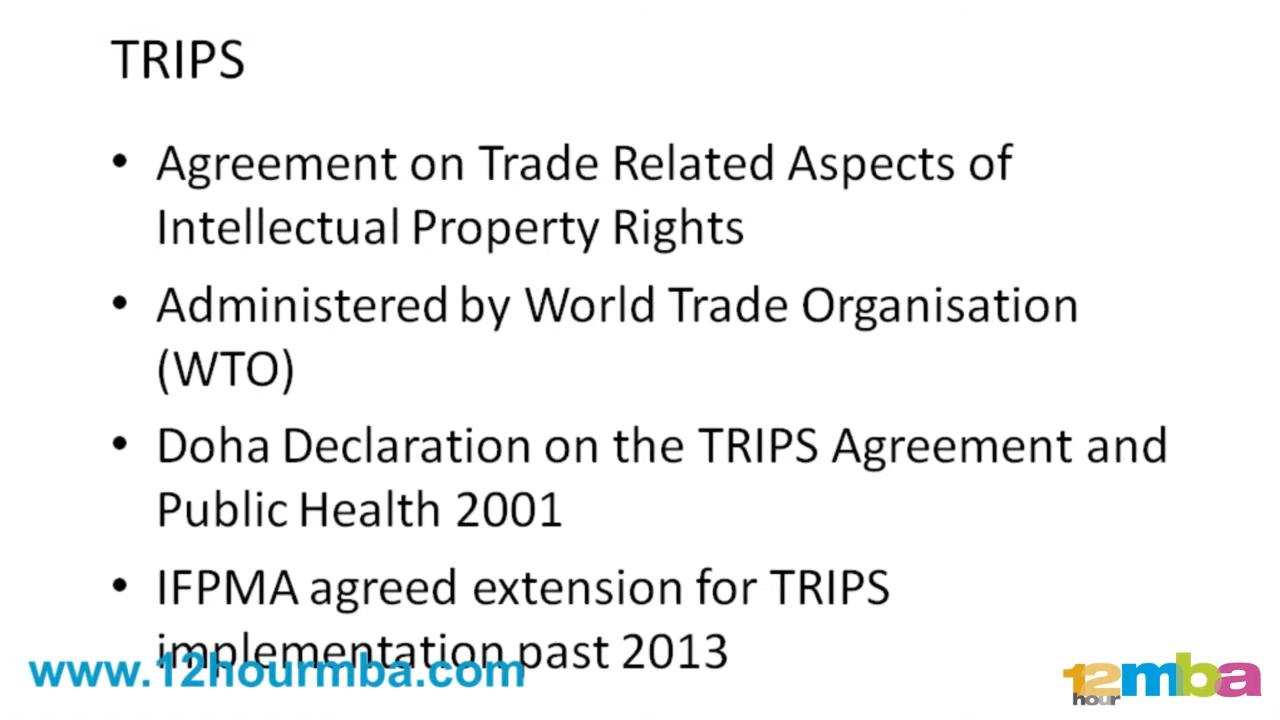 TRIPS
• Agreement on Trade Related Aspects of
Intellectual Property Rights
• Administered by World Trade Organisation
(WTO)
• Doha Declaration on the TRIPS Agreement and
Public Health 2001
• IFPMA agreed extension for TRIPS
implementation past 2013
www.12hourmba.com
12mba
hour